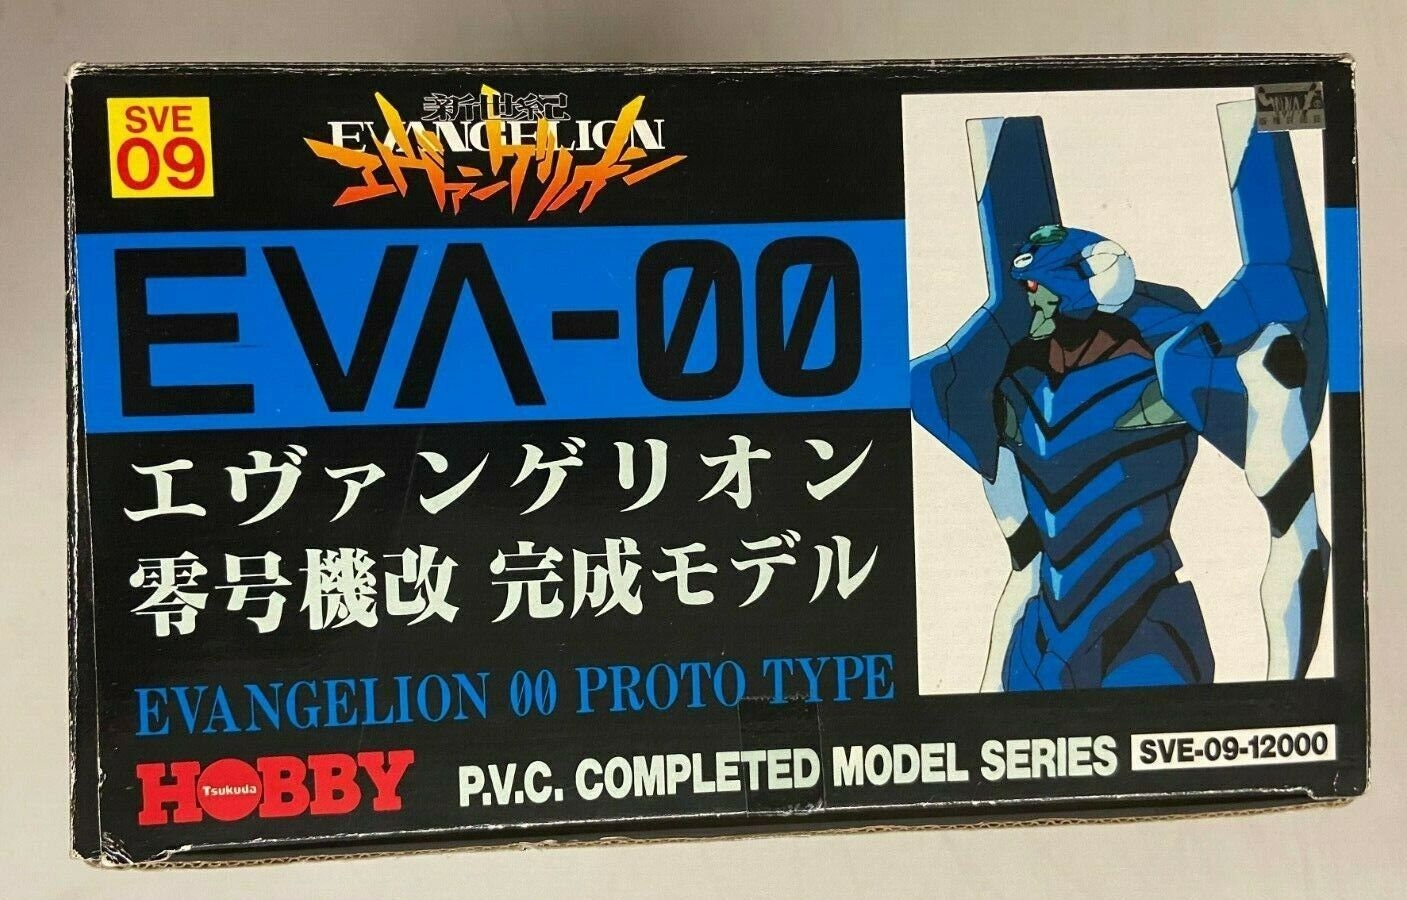 SVE
09
新世紀
EVANGELION
エヴァンゲリオン
EVA-00
エヴァンゲリオン
零号機改 完成モデル
EVANGELION 00 PROTO TYPE
HOBBY
Tsukuda
P.V.C. COMPLETED MODEL SERIES
SVE-09-12000